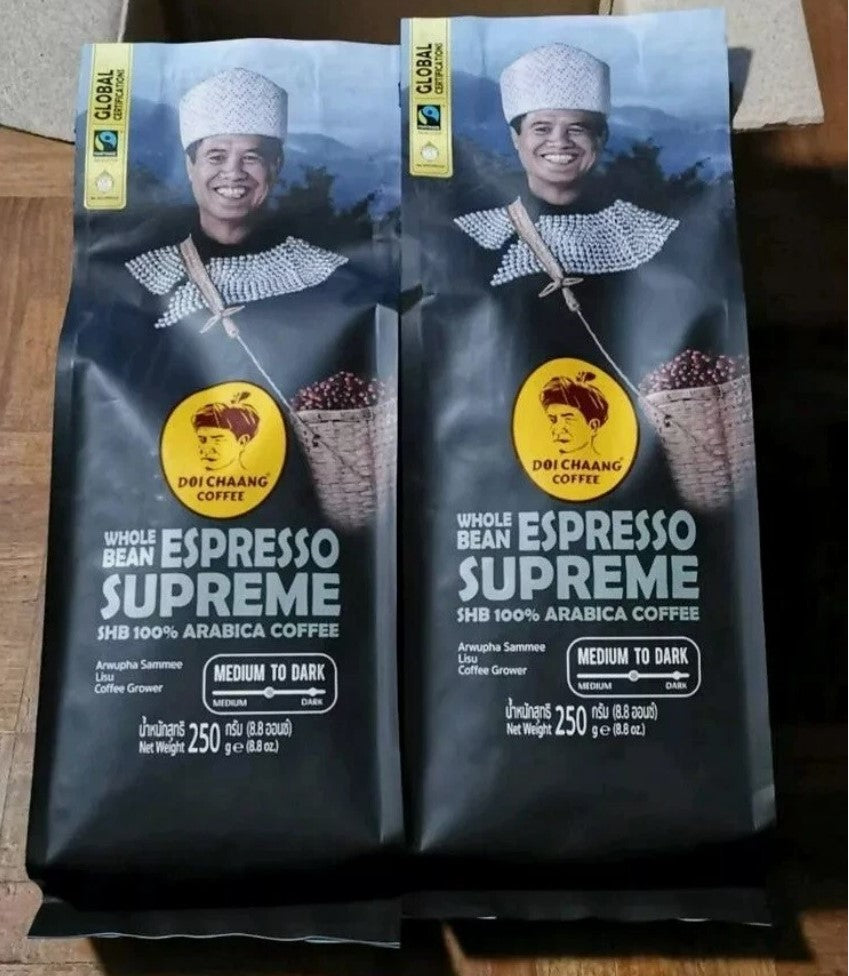 GLOBAL
CERTIFICATIONS
DOI CHAANG®
COFFEE
WHOLE
BEAN ESPRESSO
SUPREME
SHB 100% ARABICA COFFEE
Arwupha Sammee
Lisu
Coffee Grower
MEDIUM TO DARK
MEDIUM DARK
น้ำหนักสุทธิ 250 กรัม (8.8 ออนซ์)
Net Weight g e (8.8 oz.)
GLOBAL
CERTIFICATIONS
DOI CHAANG®
COFFEE
WHOLE
BEAN ESPRESSO
SUPREME
SHB 100% ARABICA COFFEE
Arwupha Sammee
Lisu
Coffee Grower
MEDIUM TO DARK
MEDIUM DARK
น้ำหนักสุทธิ 250 กรัม (8.8 ออนซ์)
Net Weight g e (8.8 oz.)